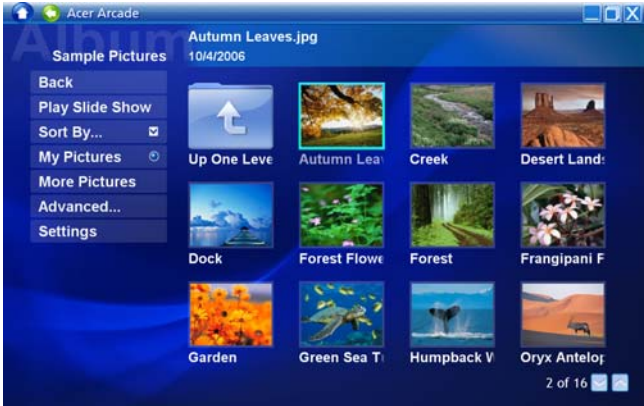 Acer Arcade
Album
Sample Pictures
Autumn Leaves.jpg
10/4/2006
Back
Play Slide Show
Sort By...
My Pictures
More Pictures
Advanced...
Settings
Up One Leve
Autumn Leav
Creek
Desert Lands
Dock
Forest Flowe
Forest
Frangipani F
Garden
Green Sea T
Humpback W
Oryx Antelop
2 of 16